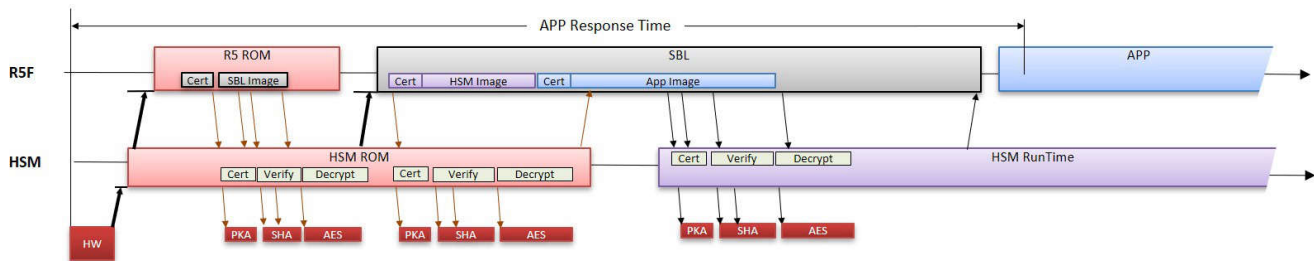 APP Response Time
R5F
R5 ROM
Cert
SBL Image
SBL
Cert
HSM Image
Cert
App Image
APP
HSM
HSM ROM
Cert
Verify
Decrypt
Cert
Verify
Decrypt
HSM RunTime
Cert
Verify
Decrypt
HW
PKA
SHA
AES
PKA
SHA
AES
PKA
SHA
AES